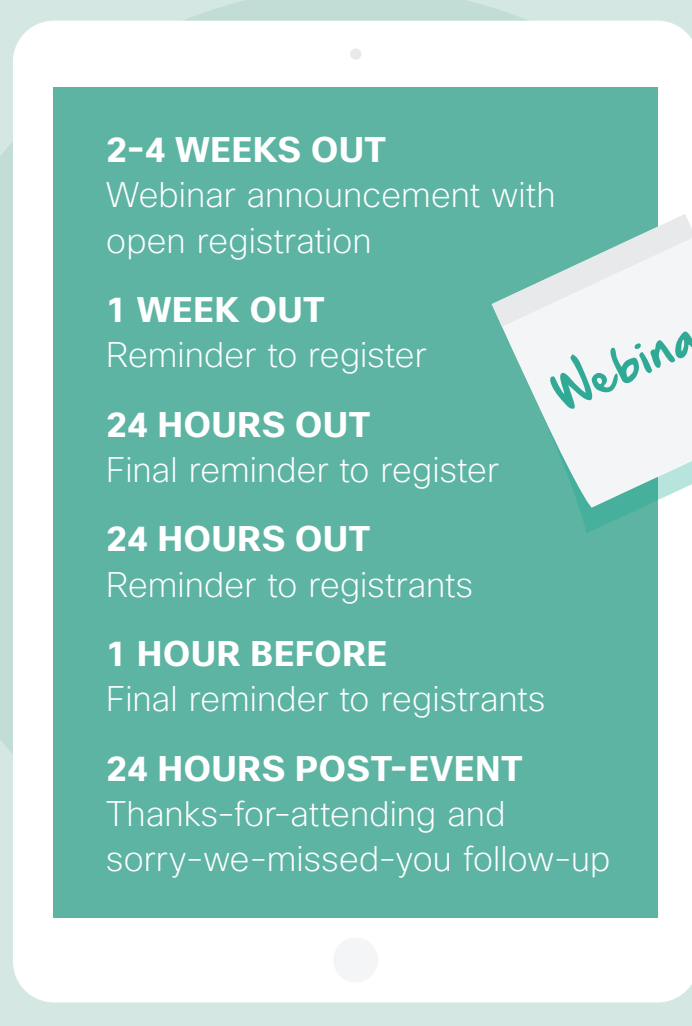 2-4 WEEKS OUT
Webinar announcement with
open registration
1 WEEK OUT
Reminder to register
24 HOURS OUT
Final reminder to register
24 HOURS OUT
Reminder to registrants
1 HOUR BEFORE
Final reminder to registrants
24 HOURS POST-EVENT
Thanks-for-attending and
sorry-we-missed-you follow-up
Webina